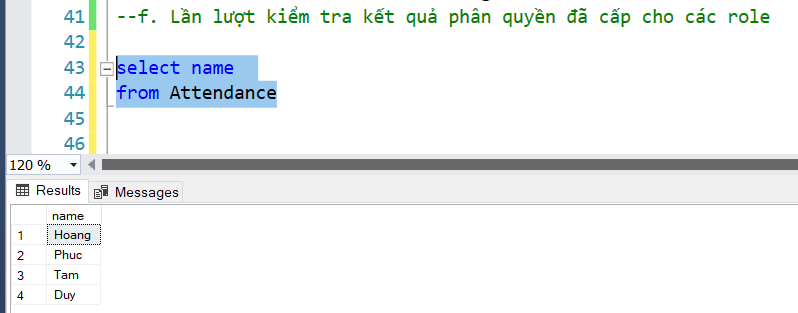 41 --f. Lần lượt kiểm tra kết quả phân quyền đã cấp cho các role
42
43 select name
44 from Attendance
45
46
120 %
Results Messages
name
1 Hoang
2 Phuc
3 Tam
4 Duy